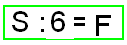 S : 6 = F